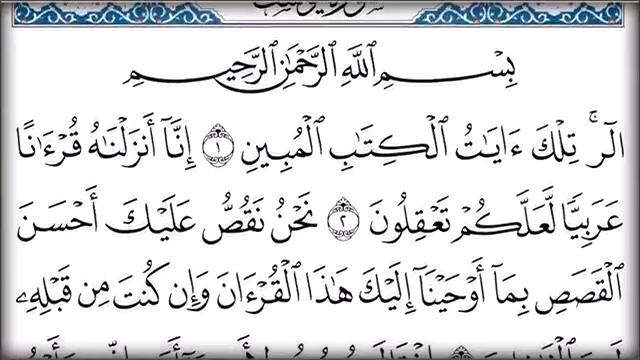 بِسْمِ ٱللَّهِ ٱلرَّحْمَٰنِ ٱلرَّحِيمِ
الٓر ۚ تِلْكَ ءَايَٰتُ ٱلْكِتَٰبِ ٱلْمُبِينِ ١ إِنَّآ أَنزَلْنَٰهُ قُرْءَٰنًا
عَرَبِيًّا لَّعَلَّكُمْ تَعْقِلُونَ ٢ نَحْنُ نَقُصُّ عَلَيْكَ أَحْسَنَ
ٱلْقَصَصِ بِمَآ أَوْحَيْنَآ إِلَيْكَ هَٰذَا ٱلْقُرْءَانَ وَإِن كُنتَ مِن قَبْلِهِۦ